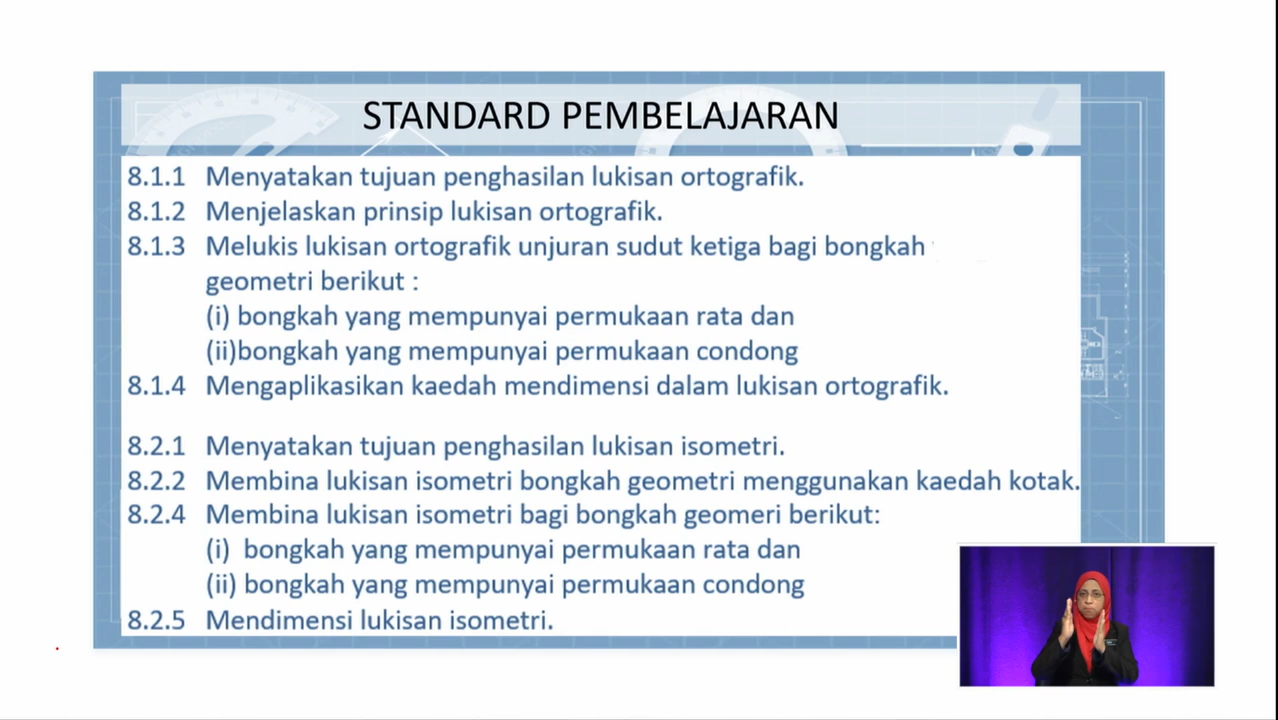 STANDARD PEMBELAJARAN
8.1.1 Menyatakan tujuan penghasilan lukisan ortografik.
8.1.2 Menjelaskan prinsip lukisan ortografik.
8.1.3 Melukis lukisan ortografik unjuran sudut ketiga bagi bongkah
geometri berikut :
(i) bongkah yang mempunyai permukaan rata dan
(ii)bongkah yang mempunyai permukaan condong
8.1.4 Mengaplikasikan kaedah mendimensi dalam lukisan ortografik.
8.2.1 Menyatakan tujuan penghasilan lukisan isometri.
8.2.2 Membina lukisan isometri bongkah geometri menggunakan kaedah kotak.
8.2.4 Membina lukisan isometri bagi bongkah geomeri berikut:
(i) bongkah yang mempunyai permukaan rata dan
(ii) bongkah yang mempunyai permukaan condong
8.2.5 Mendimensi lukisan isometri.